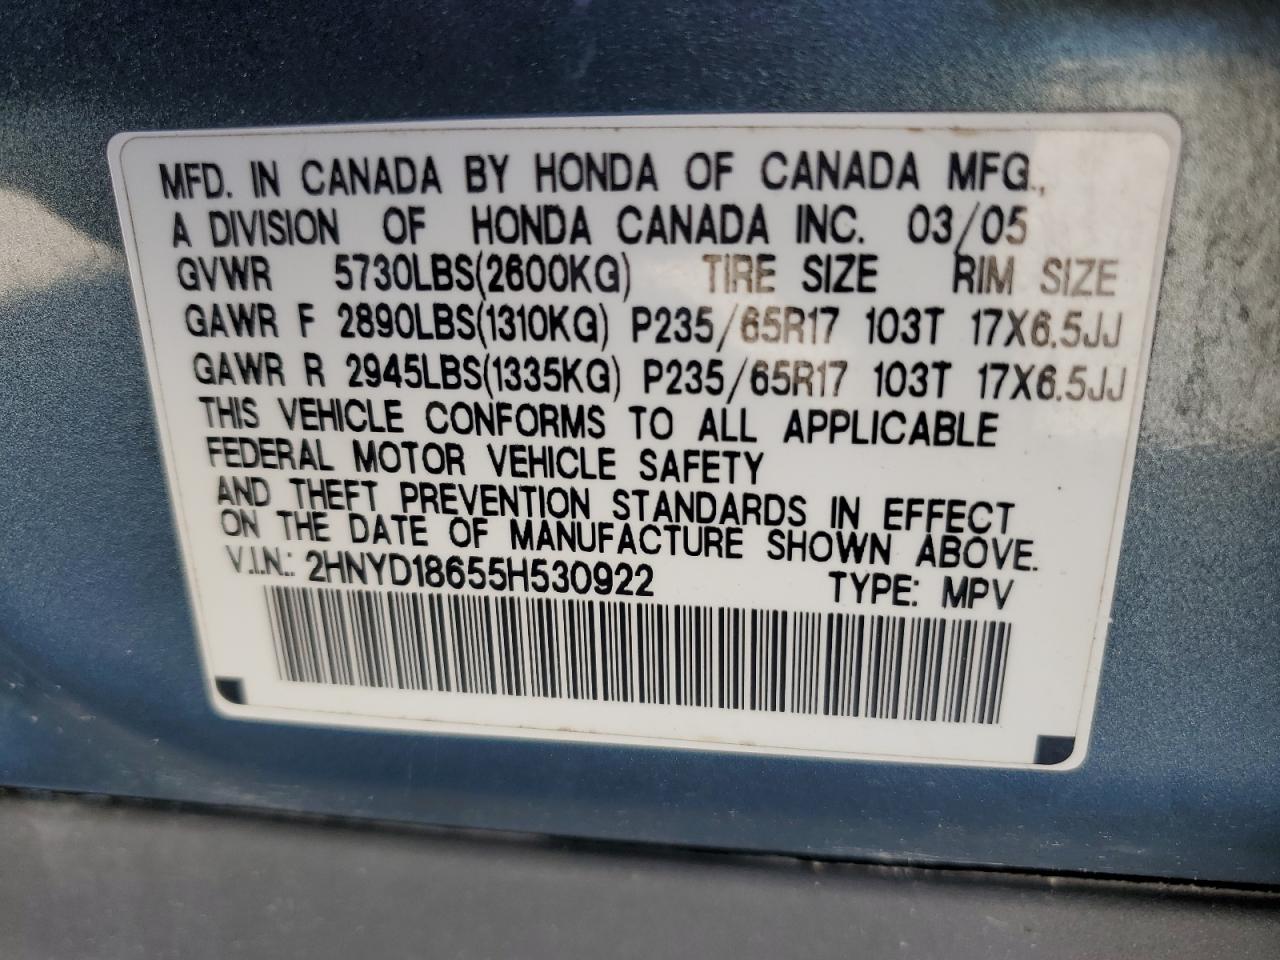 MFD. IN CANADA BY HONDA OF CANADA MFG.,
A DIVISION OF HONDA CANADA INC. 03/05
GVWR 5730LBS(2600KG) TIRE SIZE RIM SIZE
GAWR F 2890LBS(1310KG) P235/65R17 103T 17X6.5JJ
GAWR R 2945LBS(1335KG) P235/65R17 103T 17X6.5JJ
THIS VEHICLE CONFORMS TO ALL APPLICABLE
FEDERAL MOTOR VEHICLE SAFETY
AND THEFT PREVENTION STANDARDS IN EFFECT
ON THE DATE OF MANUFACTURE SHOWN ABOVE.
V.I.N.: 2HNYD18655H530922 TYPE: MPV